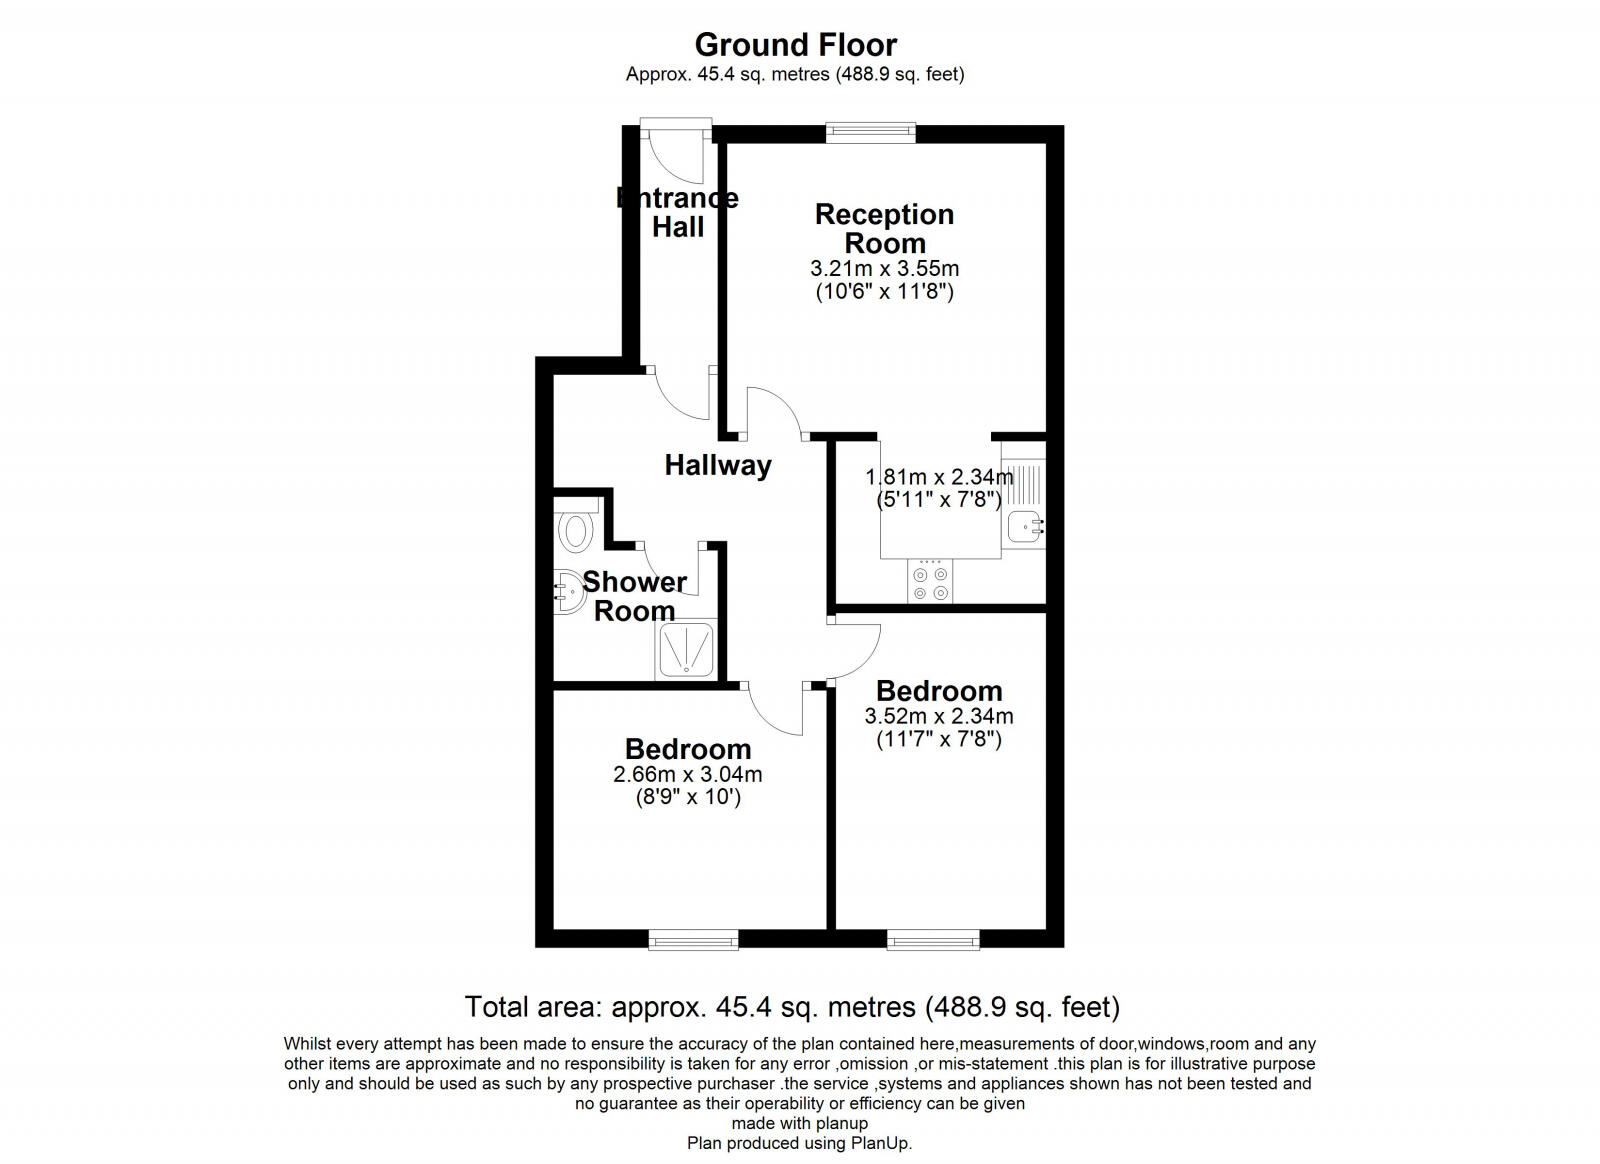 Ground Floor
Approx. 45.4 sq. metres (488.9 sq. feet)
Entrance
Hall
Reception
Room
3.21m x 3.55m
(10'6" x 11'8")
Hallway
1.81m x 2.34m
(5'11" x 7'8")
Shower
Room
Bedroom
3.52m x 2.34m
(11'7" x 7'8")
Bedroom
2.66m x 3.04m
(8'9" x 10')
Total area: approx. 45.4 sq. metres (488.9 sq. feet)
Whilst every attempt has been made to ensure the accuracy of the plan contained here,measurements of door,windows,room and any
other items are approximate and no responsibility is taken for any error ,omission ,or mis-statement .this plan is for illustrative purpose
only and should be used as such by any prospective purchaser .the service ,systems and appliances shown has not been tested and
no guarantee as their operability or efficiency can be given
made with planup
Plan produced using PlanUp.